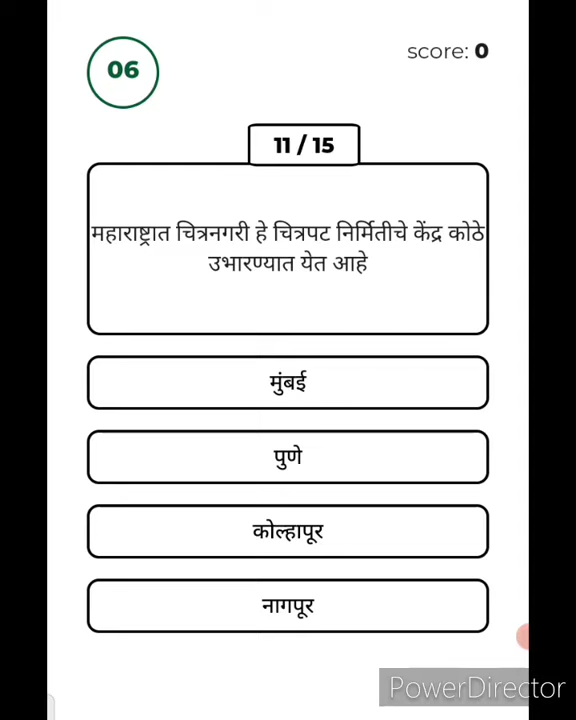 06
score: 0
11 / 15
महाराष्ट्रात चित्रनगरी हे चित्रपट निर्मितीचे केंद्र कोठे
उभारण्यात येत आहे
मुंबई
पुणे
कोल्हापूर
नागपूर
PowerDirector